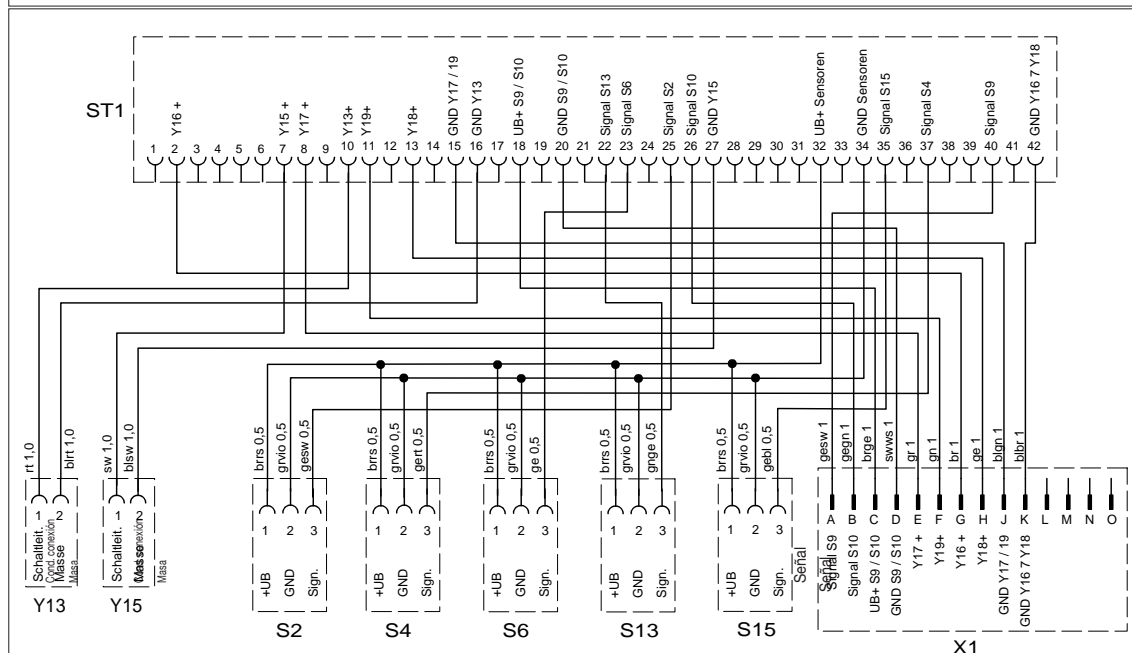 ST1
Y16 +
Y15 +
Y17 +
Y13+
Y19+
Y18+
GND Y17 / 19
GND Y13
UB+ S9 / S10
GND S9 / S10
Signal S13
Signal S6
Signal S2
Signal S10
GND Y15
UB+ Sensoren
GND Sensoren
Signal S15
Signal S4
Signal S9
GND Y16 7 Y18
1 2 3 4 5 6 7 8 9 10 11 12 13 14 15 16 17 18 19 20 21 22 23 24 25 26 27 28 29 30 31 32 33 34 35 36 37 38 39 40 41 42
rt 1,0
blrt 1,0
sw 1,0
blsw 1,0
brrs 0,5
grvio 0,5
gesw 0,5
brrs 0,5
grvio 0,5
gert 0,5
brrs 0,5
grvio 0,5
ge 0,5
brrs 0,5
grvio 0,5
gnge 0,5
brrs 0,5
grvio 0,5
gebl 0,5
gesw 1
gegn 1
brge 1
swws 1
gr 1
gn 1
br 1
ge 1
blgn 1
blbr 1
1 2
Schaltleit.
Cond. conexión
Masse
Masa
Y13
1 2
Schaltleit.
Masse
Masa
Y15
1 2 3
+UB
GND
Sign.
S2
1 2 3
+UB
GND
Sign.
S4
1 2 3
+UB
GND
Sign.
S6
1 2 3
+UB
GND
Sign.
S13
1 2 3
+UB
GND
Sign.
Señal
S15
A B C D E F G H J K L M N O
Señal
Signal S9
Signal S10
UB+ S9 / S10
GND S9 / S10
Y17 +
Y19+
Y16 +
Y18+
GND Y17 / 19
GND Y16 7 Y18
X1